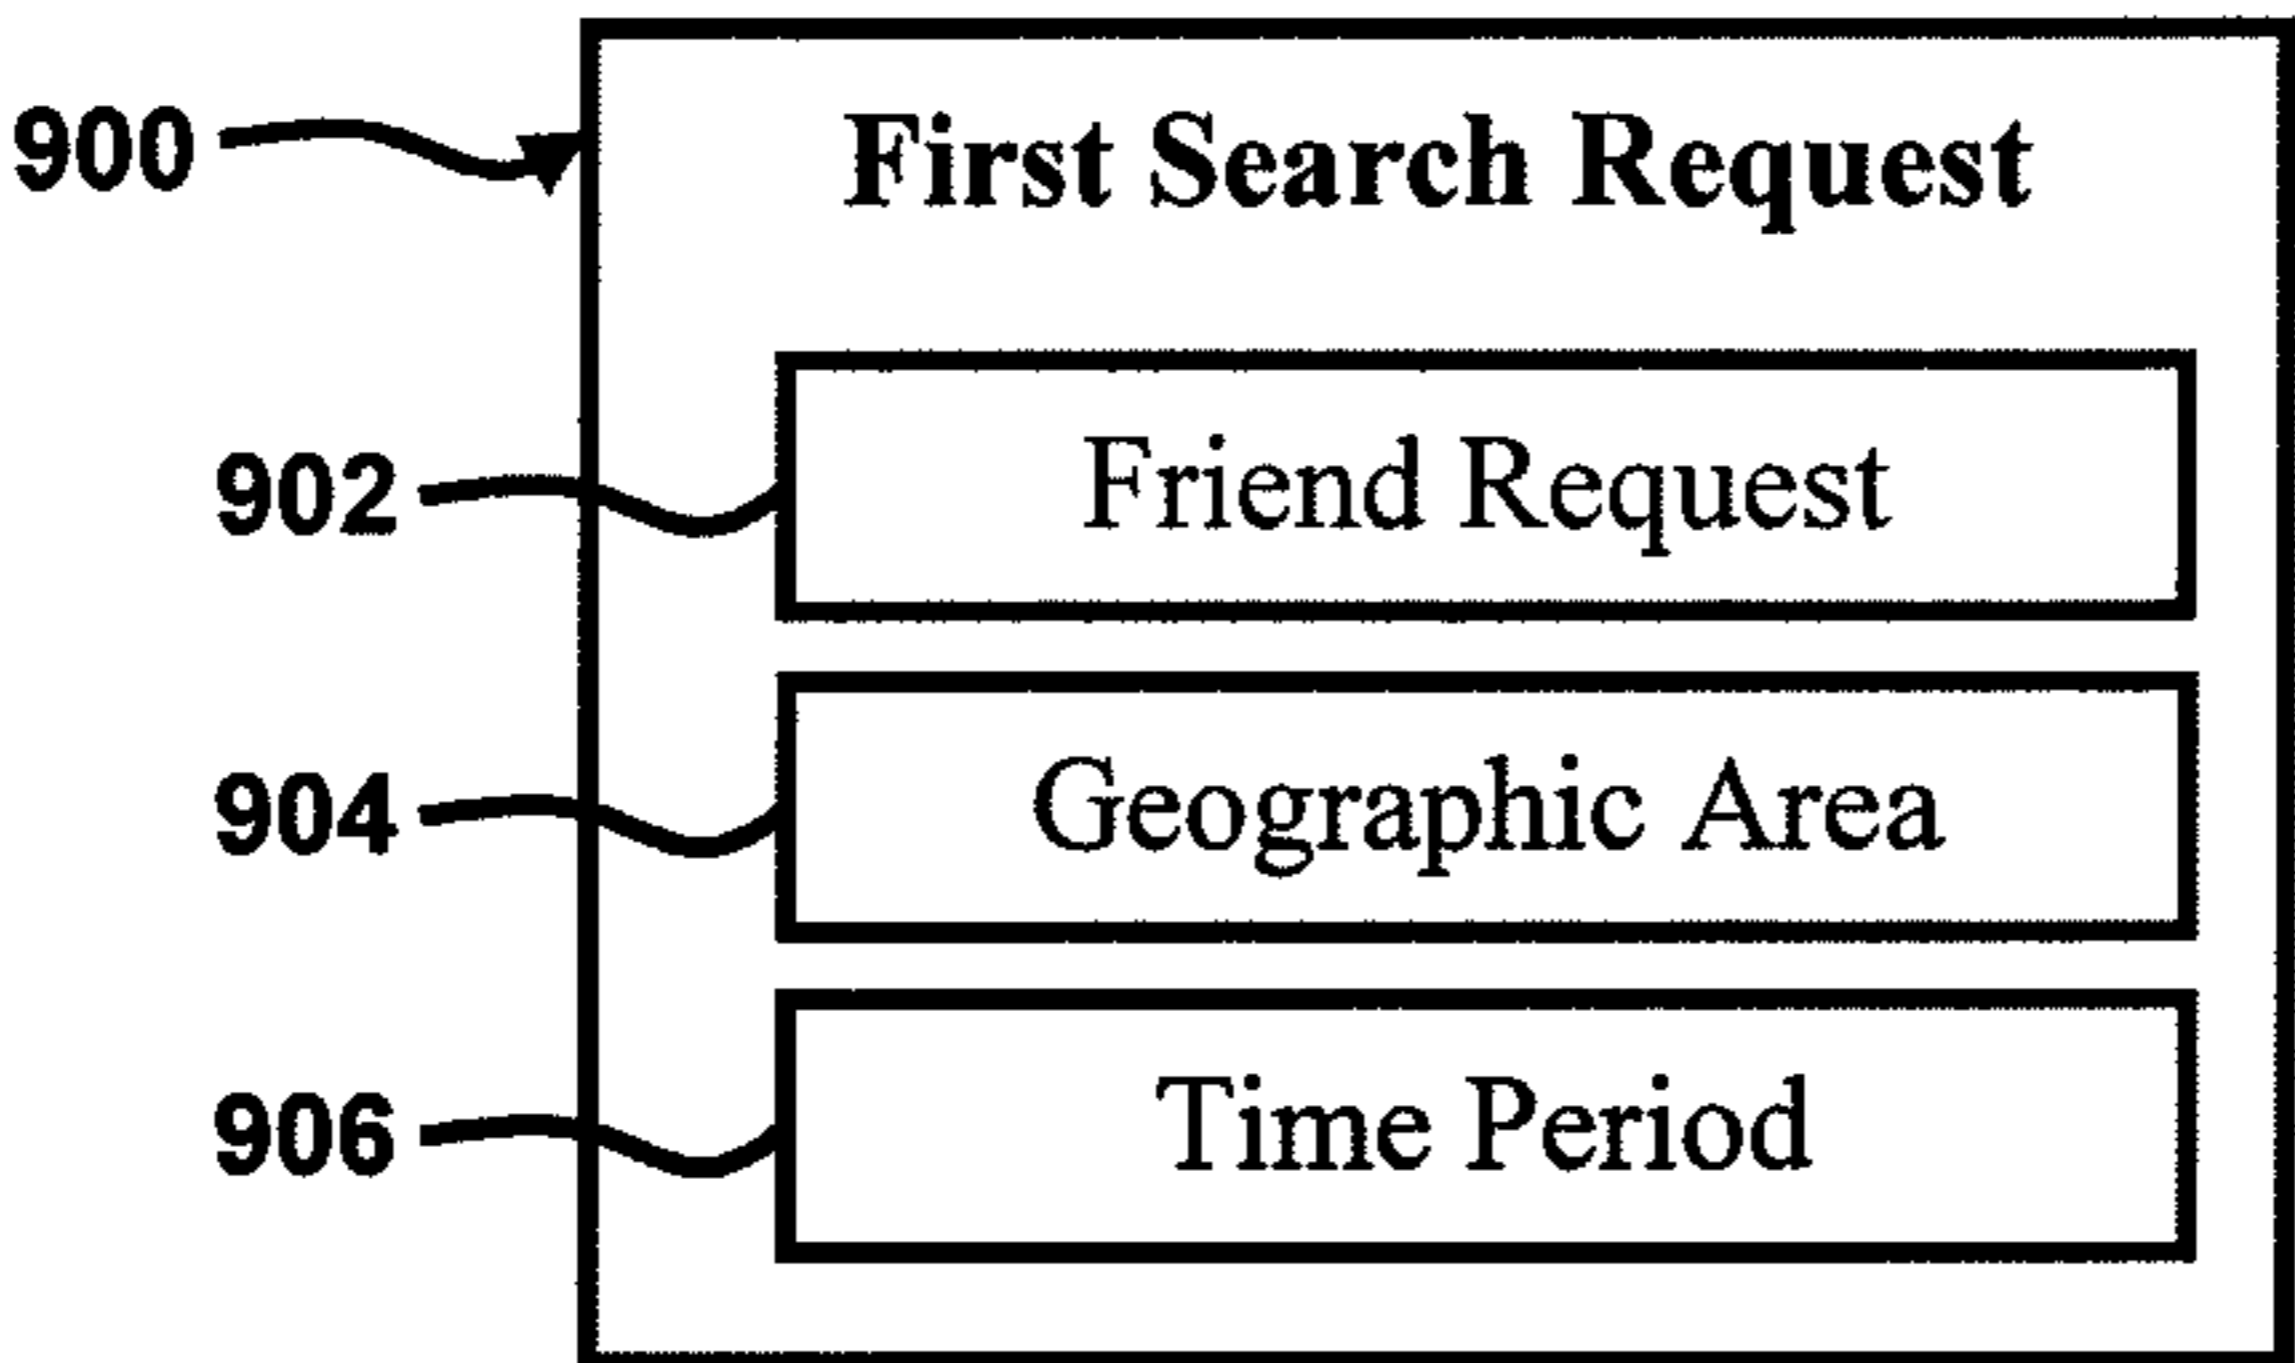 900
First Search Request
902
Friend Request
904
Geographic Area
906
Time Period